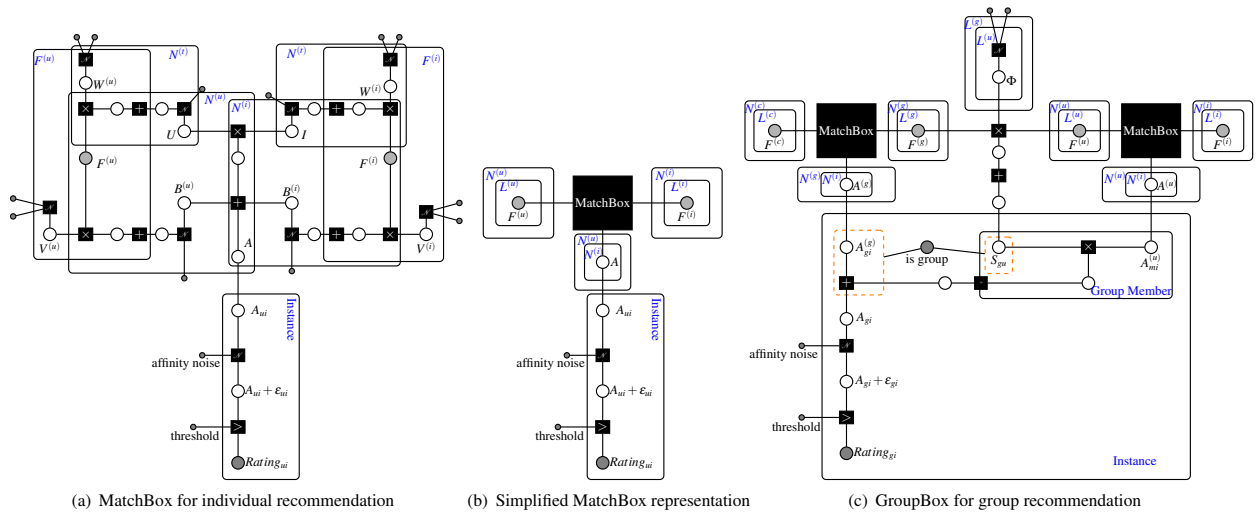 F^(u)
N^(t)
N^(t)
F^(i)
W^(u)
W^(i)
N^(u)
N^(i)
U
I
F^(u)
F^(i)
B^(u)
B^(i)
V^(u)
V^(i)
A
Instance
A_ui
affinity noise
A_ui + ε_ui
threshold
Rating_ui
(a) MatchBox for individual recommendation
N^(u)
L^(u)
F^(u)
MatchBox
N^(i)
L^(i)
F^(i)
N^(u)
N^(i)
A
Instance
A_ui
affinity noise
A_ui + ε_ui
threshold
Rating_ui
(b) Simplified MatchBox representation
L^(g)
L^(u)
Φ
N^(c)
L^(c)
F^(c)
MatchBox
N^(g)
L^(g)
F^(g)
N^(u)
L^(u)
F^(u)
MatchBox
N^(i)
L^(i)
F^(i)
N^(g)
N^(i)
A^(g)
N^(u)
N^(i)
A^(u)
A_gi^(g)
is group
S_gu
A_mi^(u)
Group Member
A_gi
affinity noise
A_gi + ε_gi
threshold
Rating_gi
Instance
(c) GroupBox for group recommendation